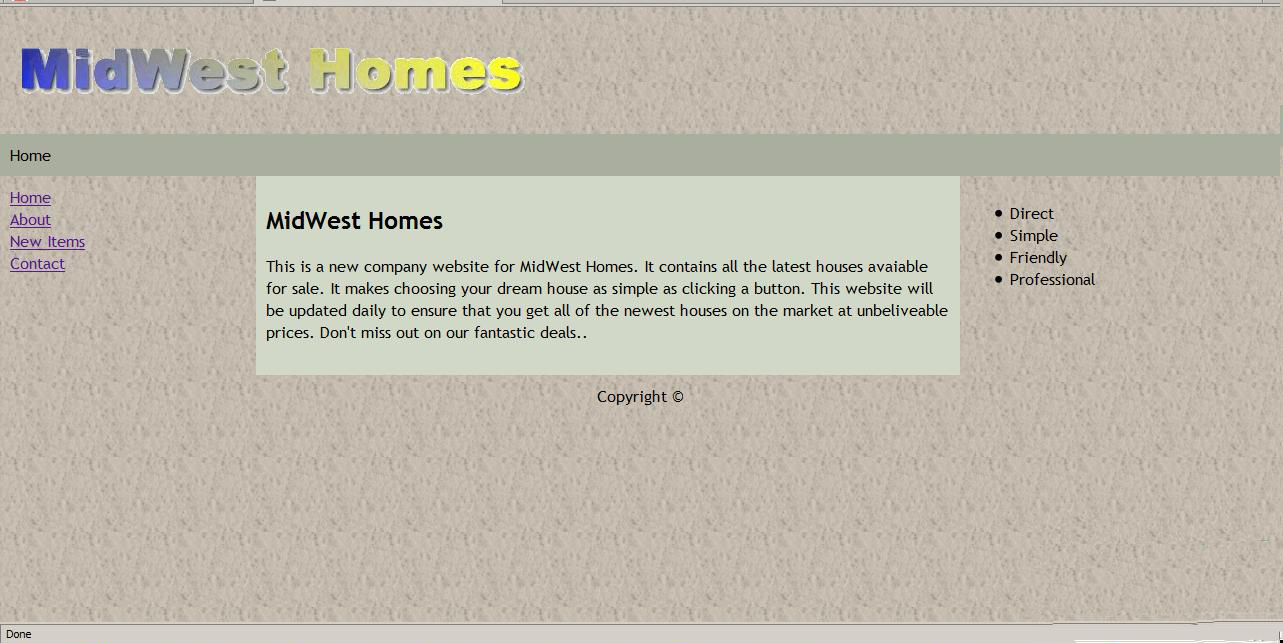 MidWest Homes
Home
Home
About
New Items
Contact
MidWest Homes
This is a new company website for MidWest Homes. It contains all the latest houses avaiable
for sale. It makes choosing your dream house as simple as clicking a button. This website will
be updated daily to ensure that you get all of the newest houses on the market at unbeliveable
prices. Don't miss out on our fantastic deals..
Direct
Simple
Friendly
Professional
Copyright ©
Done